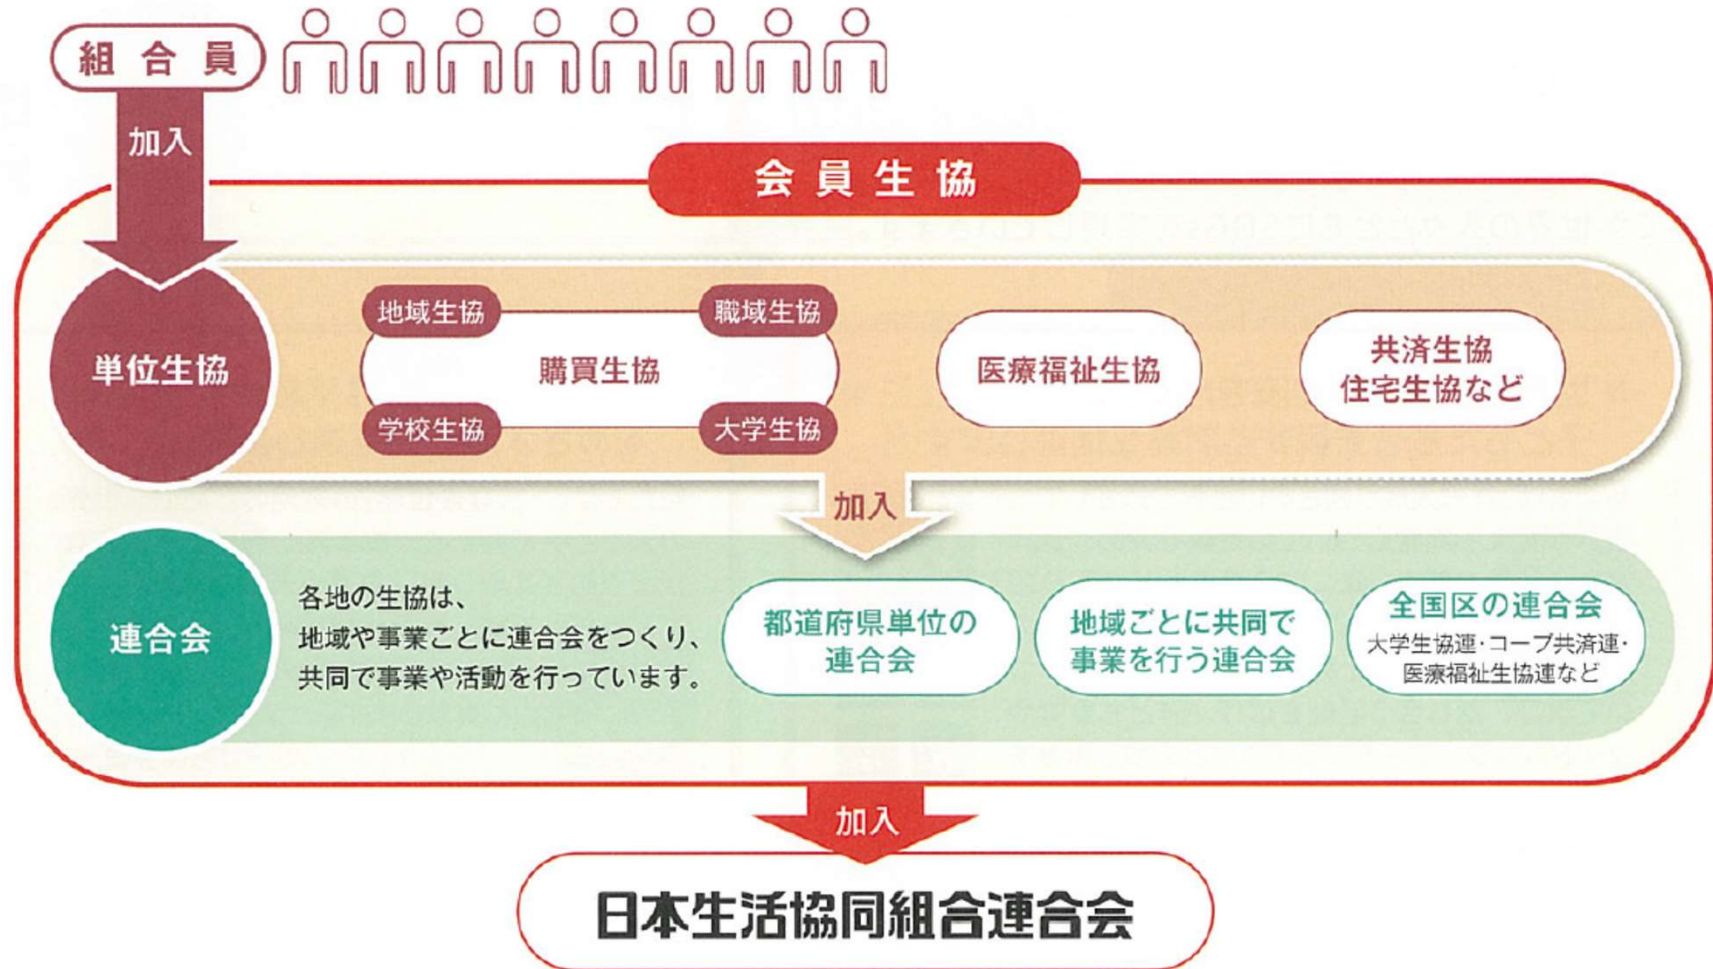 組合員
加入
会員生協
単位生協
地域生協
職域生協
購買生協
学校生協
大学生協
医療福祉生協
共済生協
住宅生協など
加入
連合会
各地の生協は、
地域や事業ごとに連合会をつくり、
共同で事業や活動を行っています。
都道府県単位の
連合会
地域ごとに共同で
事業を行う連合会
全国区の連合会
大学生協連・コープ共済連・
医療福祉生協連など
加入
日本生活協同組合連合会